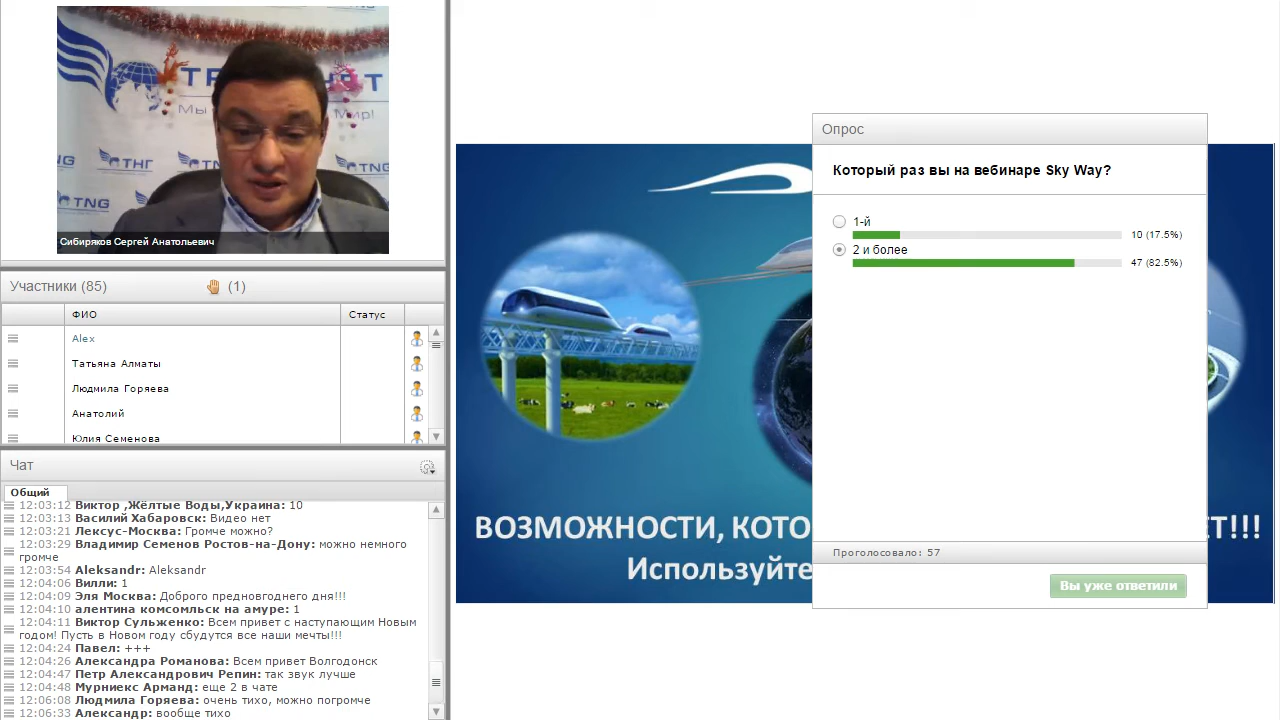 Мы
Мир!
ТНГ
TNG
TNG
TNG
Сибиряков Сергей Анатольевич
Участники (85)
(1)
ФИО
Статус
Alex
Татьяна Алматы
Людмила Горяева
Анатолий
Юлия Семенова
Чат
Общий
12:03:12 Виктор ,Жёлтые Воды,Украина: 10
12:03:13 Василий Хабаровск: Видео нет
12:03:21 Лексус-Москва: Громче можно?
12:03:29 Владимир Семенов Ростов-на-Дону: можно немного
громче
12:03:54 Aleksandr: Aleksandr
12:04:06 Вилли: 1
12:04:09 Эля Москва: Доброго предновогоднего дня!!!
12:04:10 алентина комсомльск на амуре: 1
12:04:11 Виктор Сульженко: Всем привет с наступающим Новым
годом! Пусть в Новом году сбудутся все наши мечты!!!
12:04:24 Павел: +++
12:04:26 Александра Романова: Всем привет Волгодонск
12:04:47 Петр Александрович Репин: так звук лучше
12:04:48 Мурниекс Арманд: еще 2 в чате
12:06:08 Людмила Горяева: очень тихо, можно погромче
12:06:33 Александр: вообще тихо
Опрос
Который раз вы на вебинаре Sky Way?
1-й
10 (17.5%)
2 и более
47 (82.5%)
Проголосовало: 57
Вы уже ответили
ВОЗМОЖНОСТИ, КОТО
ЕТ!!!
Используйте